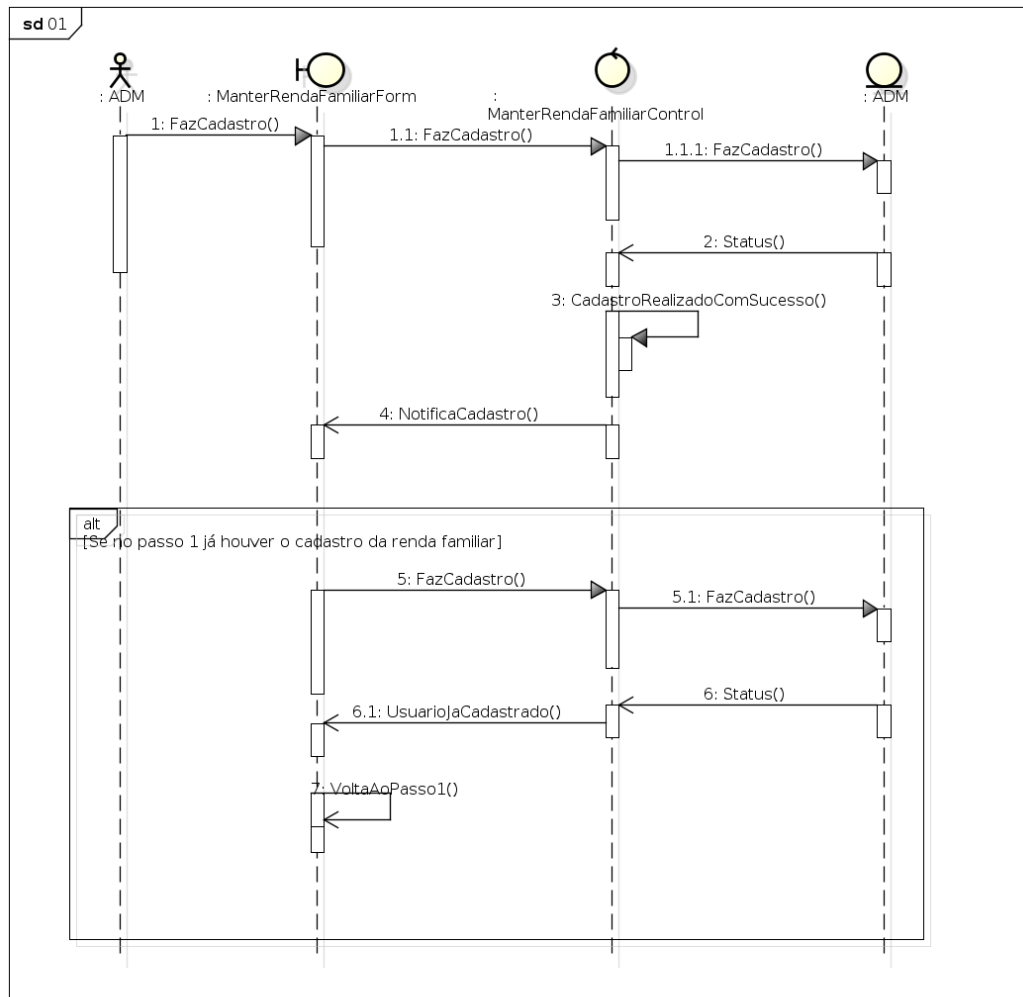 sd 01
: ADM
: ManterRendaFamiliarForm
:
ManterRendaFamiliarControl
: ADM
1: FazCadastro()
1.1: FazCadastro()
1.1.1: FazCadastro()
2: Status()
3: CadastroRealizadoComSucesso()
4: NotificaCadastro()
alt
[Se no passo 1 já houver o cadastro da renda familiar]
5: FazCadastro()
5.1: FazCadastro()
6: Status()
6.1: UsuarioJaCadastrado()
7: VoltaAoPasso1()